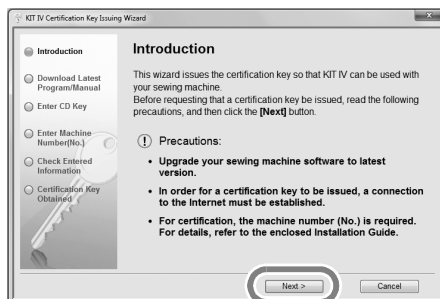 KIT IV Certification Key Issuing Wizard
Introduction
Download Latest
Program/Manual
Enter CD Key
Enter Machine
Number(No.)
Check Entered
Information
Certification Key
Obtained
Introduction
This wizard issues the certification key so that KIT IV can be used with
your sewing machine.
Before requesting that a certification key be issued, read the following
precautions, and then click the [Next] button.
! Precautions:
• Upgrade your sewing machine software to latest
version.
• In order for a certification key to be issued, a connection
to the Internet must be established.
• For certification, the machine number (No.) is required.
For details, refer to the enclosed Installation Guide.
Next >
Cancel